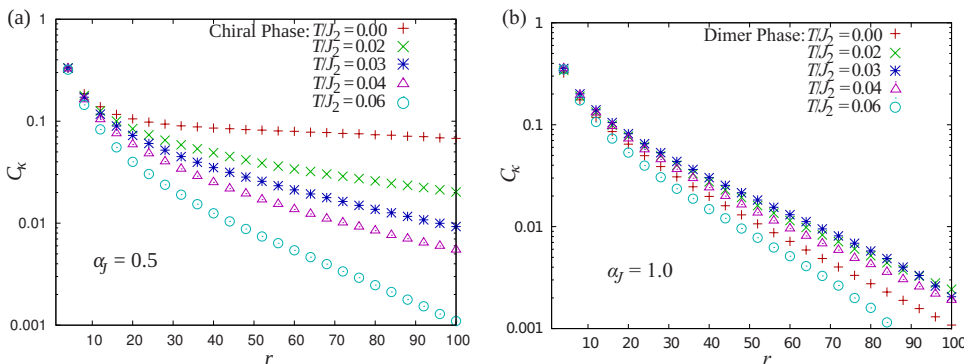 (a)
Chiral Phase: T/J₂ = 0.00
T/J₂ = 0.02
T/J₂ = 0.03
T/J₂ = 0.04
T/J₂ = 0.06
1
0.1
0.01
0.001
Cκ
αJ = 0.5
10 20 30 40 50 60 70 80 90 100
r
(b)
Dimer Phase: T/J₂ = 0.00
T/J₂ = 0.02
T/J₂ = 0.03
T/J₂ = 0.04
T/J₂ = 0.06
1
0.1
0.01
0.001
Cκ
αJ = 1.0
10 20 30 40 50 60 70 80 90 100
r